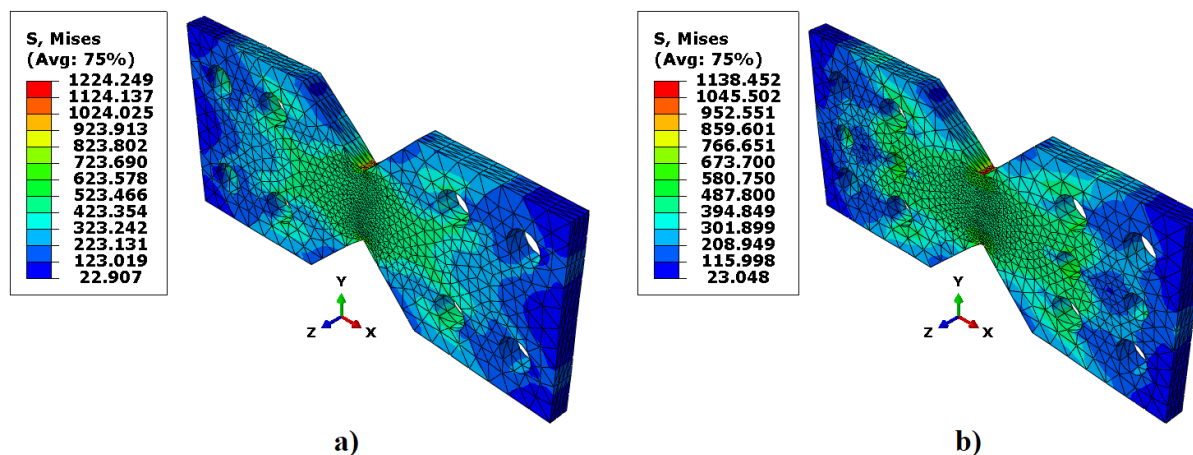 S, Mises
(Avg: 75%)
1224.249
1124.137
1024.025
923.913
823.802
723.690
623.578
523.466
423.354
323.242
223.131
123.019
22.907
Y
Z
X
a)
S, Mises
(Avg: 75%)
1138.452
1045.502
952.551
859.601
766.651
673.700
580.750
487.800
394.849
301.899
208.949
115.998
23.048
Y
Z
X
b)